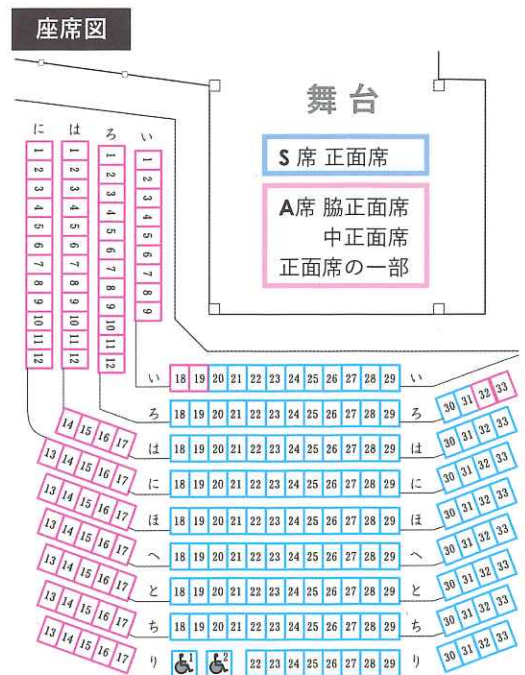 座席図
舞台
S席 正面席
A席 脇正面席
中正面席
正面席の一部
に は ろ い
1 1 1 1
2 2 2 2
3 3 3 3
4 4 4 4
5 5 5 5
6 6 6 6
7 7 7 7
8 8 8 8
9 9 9 9
10 10 10
11 11 11
12 12 12
い 18 19 20 21 22 23 24 25 26 27 28 29 い
ろ 18 19 20 21 22 23 24 25 26 27 28 29 ろ 30 31 32 33
14 15 16 17 は 18 19 20 21 22 23 24 25 26 27 28 29 は 30 31 32 33
13 14 15 16 17 に 18 19 20 21 22 23 24 25 26 27 28 29 に 30 31 32 33
13 14 15 16 17 ほ 18 19 20 21 22 23 24 25 26 27 28 29 ほ 30 31 32 33
13 14 15 16 17 へ 18 19 20 21 22 23 24 25 26 27 28 29 へ 30 31 32 33
13 14 15 16 17 と 18 19 20 21 22 23 24 25 26 27 28 29 と 30 31 32 33
13 14 15 16 17 ち 18 19 20 21 22 23 24 25 26 27 28 29 ち 30 31 32 33
13 14 15 16 17 り 1 2 22 23 24 25 26 27 28 29 り 30 31 32 33